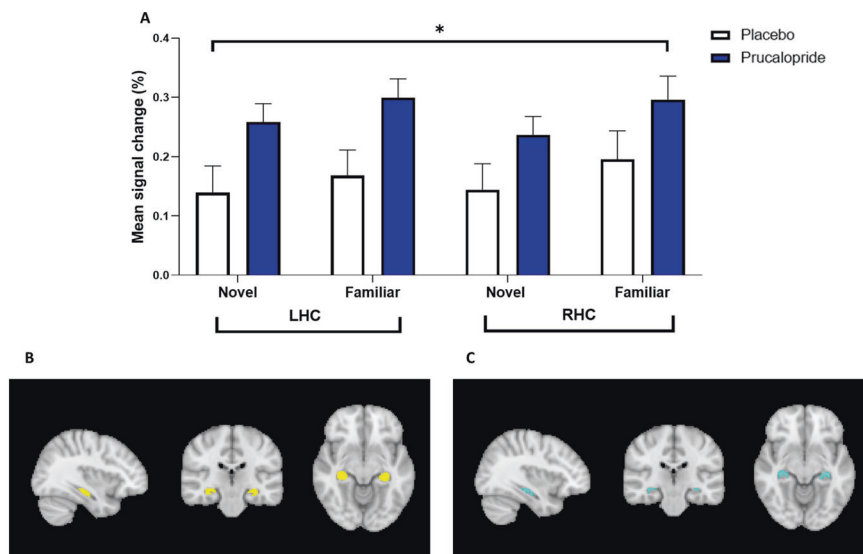 A
*
Placebo
Prucalopride
Mean signal change (%)
0.4
0.3
0.2
0.1
0.0
Novel Familiar Novel Familiar
LHC RHC
B C